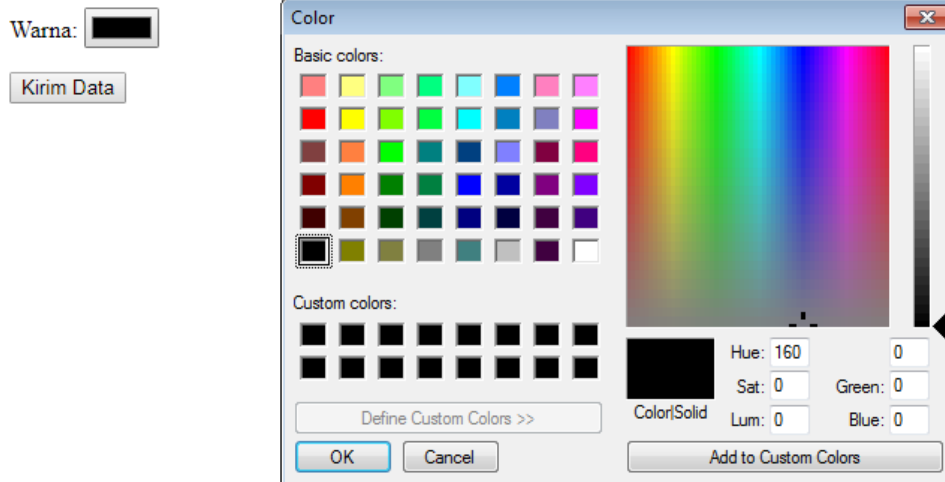 Warna:
Kirim Data
Color
Basic colors:
Custom colors:
Define Custom Colors >>
OK
Cancel
Color|Solid
Hue: 160
0
Sat: 0
Green: 0
Lum: 0
Blue: 0
Add to Custom Colors